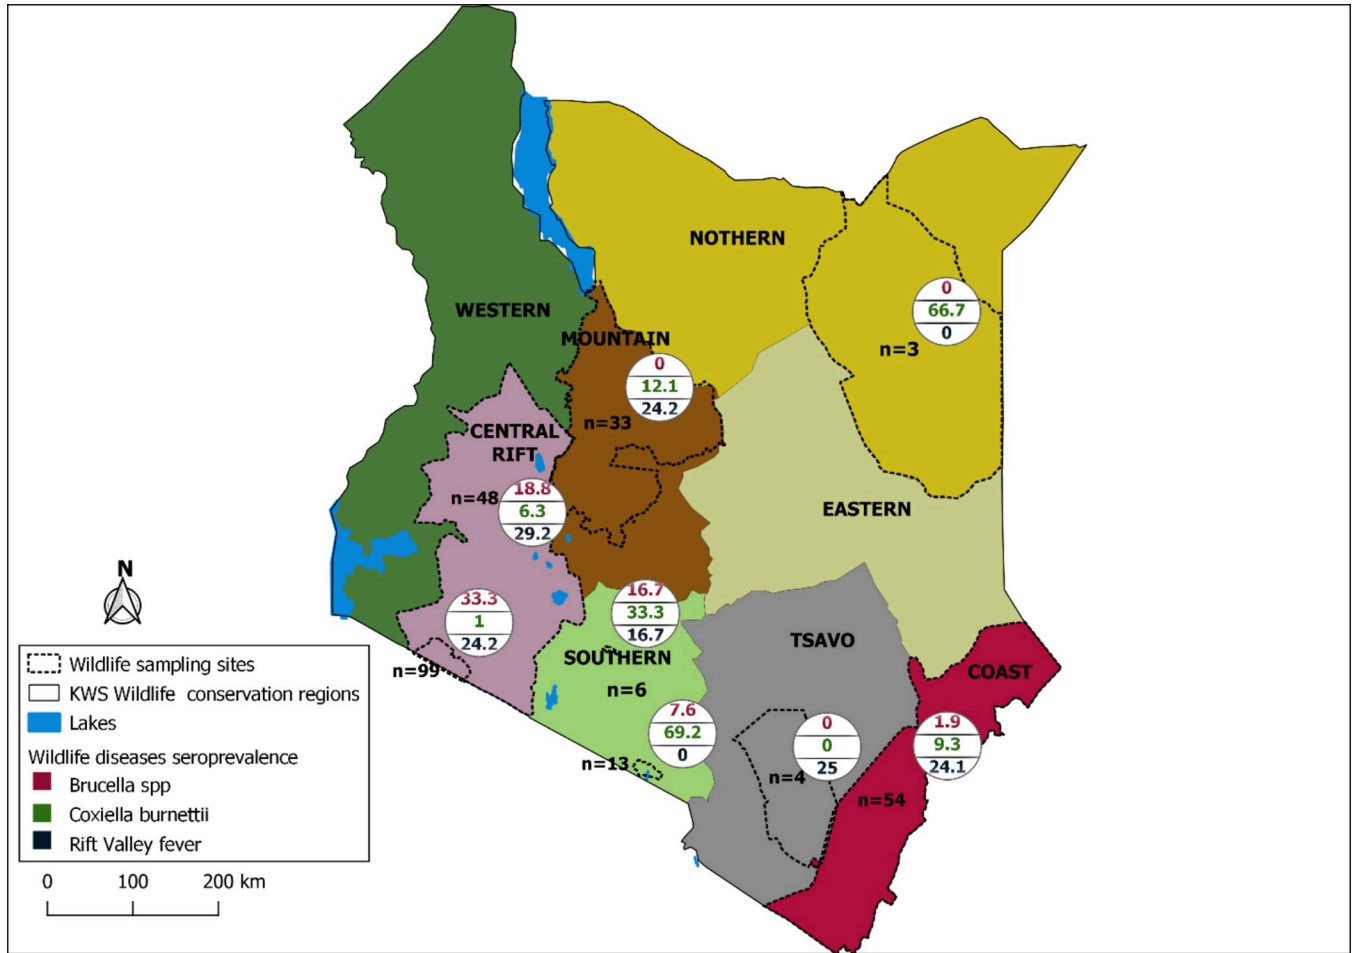 NOTHERN
0
66.7
0
n=3
WESTERN
MOUNTAIN
0
12.1
24.2
n=33
CENTRAL
RIFT
n=48
18.8
6.3
29.2
EASTERN
33.3
1
24.2
n=99
16.7
33.3
16.7
SOUTHERN
n=6
TSAVO
COAST
7.6
69.2
0
n=13
0
0
25
n=4
1.9
9.3
24.1
n=54
N
Wildlife sampling sites
KWS Wildlife conservation regions
Lakes
Wildlife diseases seroprevalence
Brucella spp
Coxiella burnettii
Rift Valley fever
0 100 200 km